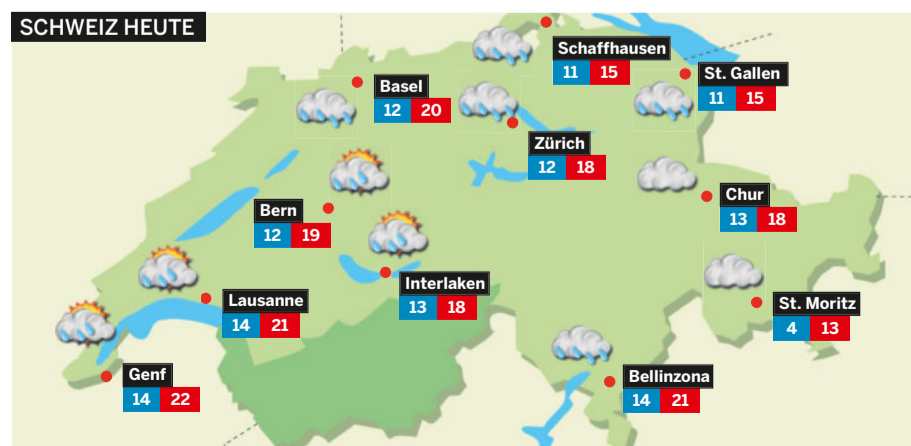 SCHWEIZ HEUTE
Schaffhausen
11 15
St. Gallen
11 15
Basel
12 20
Zürich
12 18
Chur
13 18
Bern
12 19
Interlaken
13 18
Lausanne
14 21
St. Moritz
4 13
Genf
14 22
Bellinzona
14 21